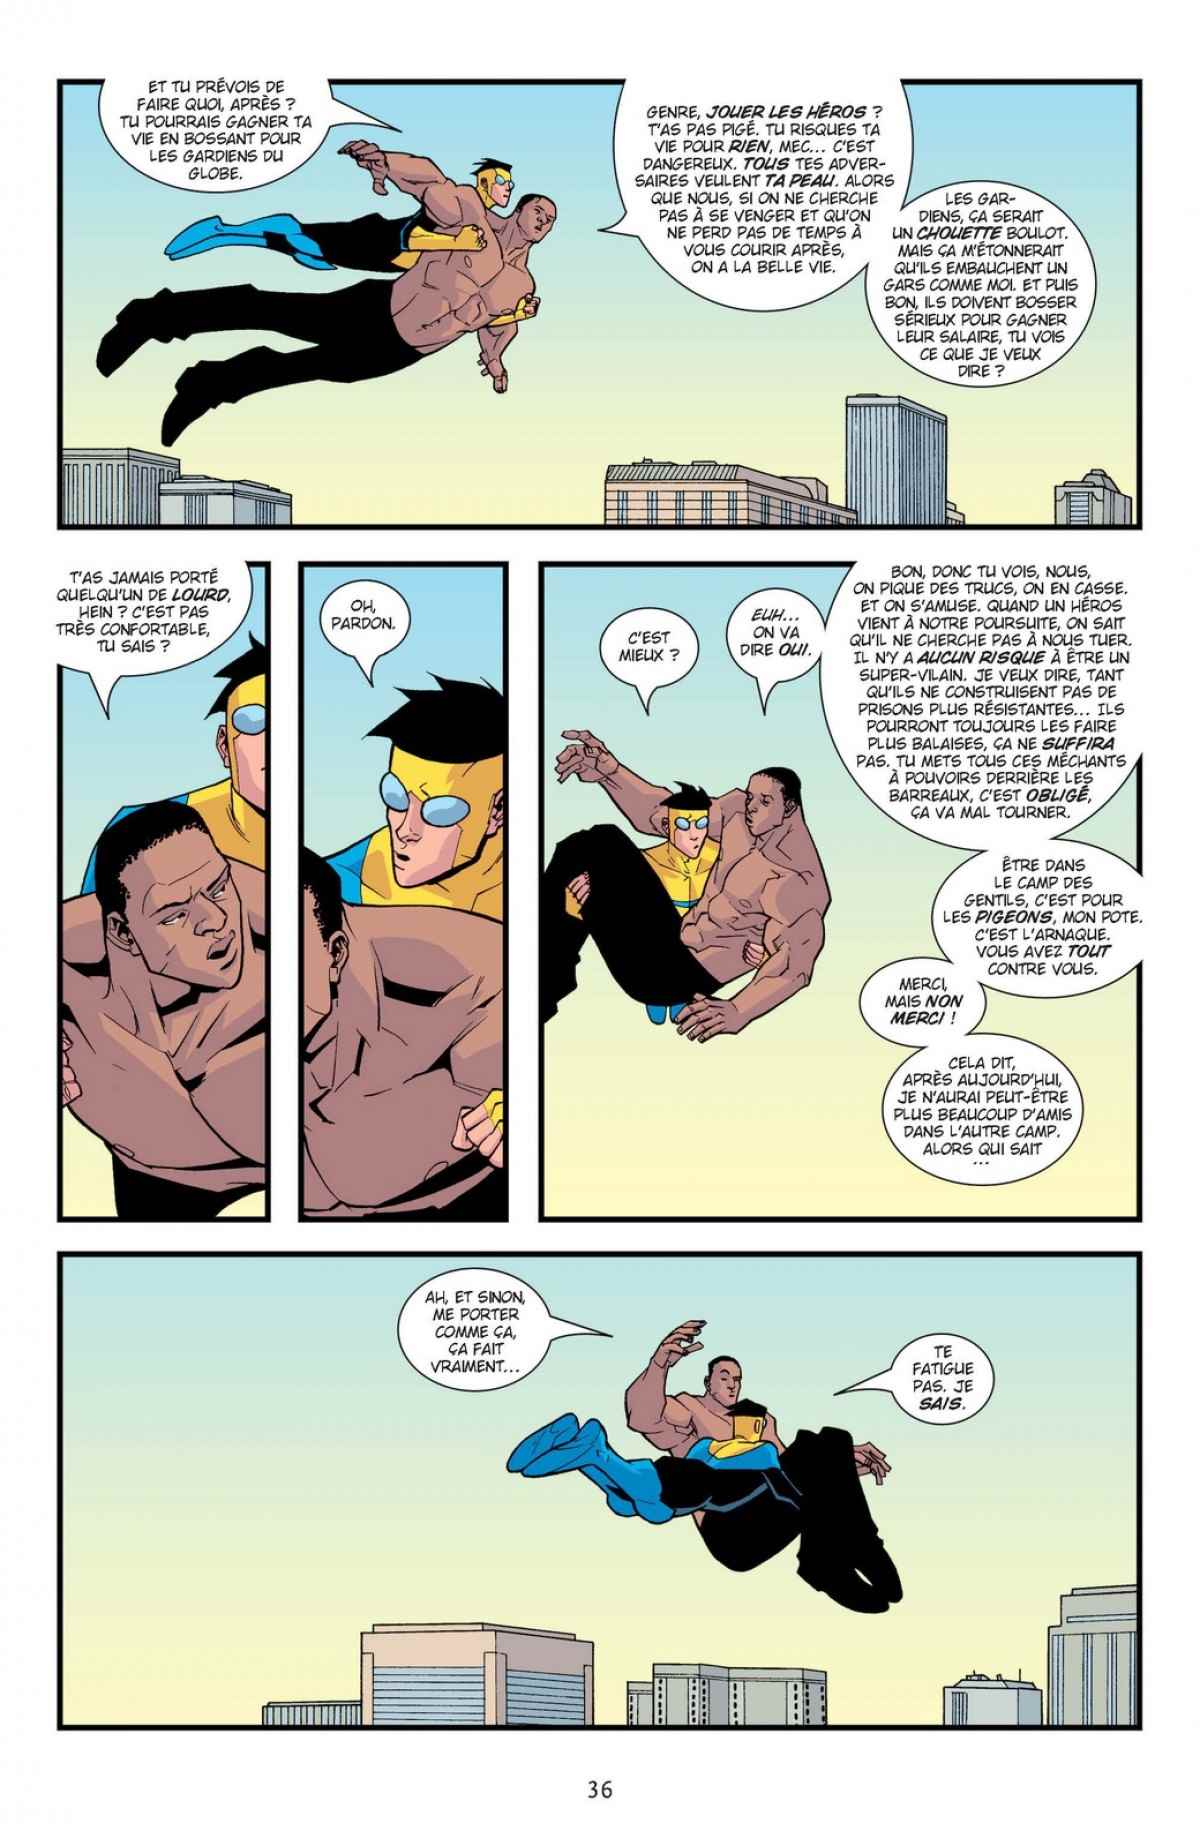 ET TU PRÉVOIS DE
FAIRE QUOI, APRÈS ?
TU POURRAIS GAGNER TA
VIE EN BOSSANT POUR
LES GARDIENS DU
GLOBE.
GENRE, JOUER LES HÉROS ?
T'AS PAS PIGÉ. TU RISQUES TA
VIE POUR RIEN, MEC... C'EST
DANGEREUX. TOUS TES ADVER-
SAIRES VEULENT TA PEAU. ALORS
QUE NOUS, SI ON NE CHERCHE
PAS À SE VENGER ET QU'ON
NE PERD PAS DE TEMPS À
VOUS COURIR APRÈS,
ON A LA BELLE VIE.
LES GAR-
DIENS, ÇA SERAIT
UN CHOUETTE BOULOT.
MAIS ÇA M'ÉTONNERAIT
QU'ILS EMBAUCHENT UN
GARS COMME MOI. ET PUIS
BON, ILS DOIVENT BOSSER
SÉRIEUX POUR GAGNER
LEUR SALAIRE, TU VOIS
CE QUE JE VEUX
DIRE ?
T'AS JAMAIS PORTÉ
QUELQU'UN DE LOURD,
HEIN ? C'EST PAS
TRÈS CONFORTABLE,
TU SAIS ?
OH,
PARDON.
C'EST
MIEUX ?
EUH...
ON VA
DIRE OUI.
BON, DONC TU VOIS, NOUS,
ON PIQUE DES TRUCS, ON EN CASSE.
ET ON S'AMUSE. QUAND UN HÉROS
VIENT À NOTRE POURSUITE, ON SAIT
QU'IL NE CHERCHE PAS À NOUS TUER.
IL N'Y A AUCUN RISQUE À ÊTRE UN
SUPER-VILAIN. JE VEUX DIRE, TANT
QU'ILS NE CONSTRUISENT PAS DE
PRISONS PLUS RÉSISTANTES... ILS
POURRONT TOUJOURS LES FAIRE
PLUS BALAISES, ÇA NE SUFFIRA
PAS. TU METS TOUS CES MÉCHANTS
À POUVOIRS DERRIÈRE LES
BARREAUX, C'EST OBLIGÉ,
ÇA VA MAL TOURNER.
ÊTRE DANS
LE CAMP DES
GENTILS, C'EST POUR
LES PIGEONS, MON POTE.
C'EST L'ARNAQUE.
VOUS AVEZ TOUT
CONTRE VOUS.
MERCI,
MAIS NON
MERCI !
CELA DIT,
APRÈS AUJOURD'HUI,
JE N'AURAI PEUT-ÊTRE
PLUS BEAUCOUP D'AMIS
DANS L'AUTRE CAMP.
ALORS QUI SAIT
...
AH, ET SINON,
ME PORTER
COMME ÇA,
ÇA FAIT
VRAIMENT...
TE
FATIGUE
PAS. JE
SAIS.
36